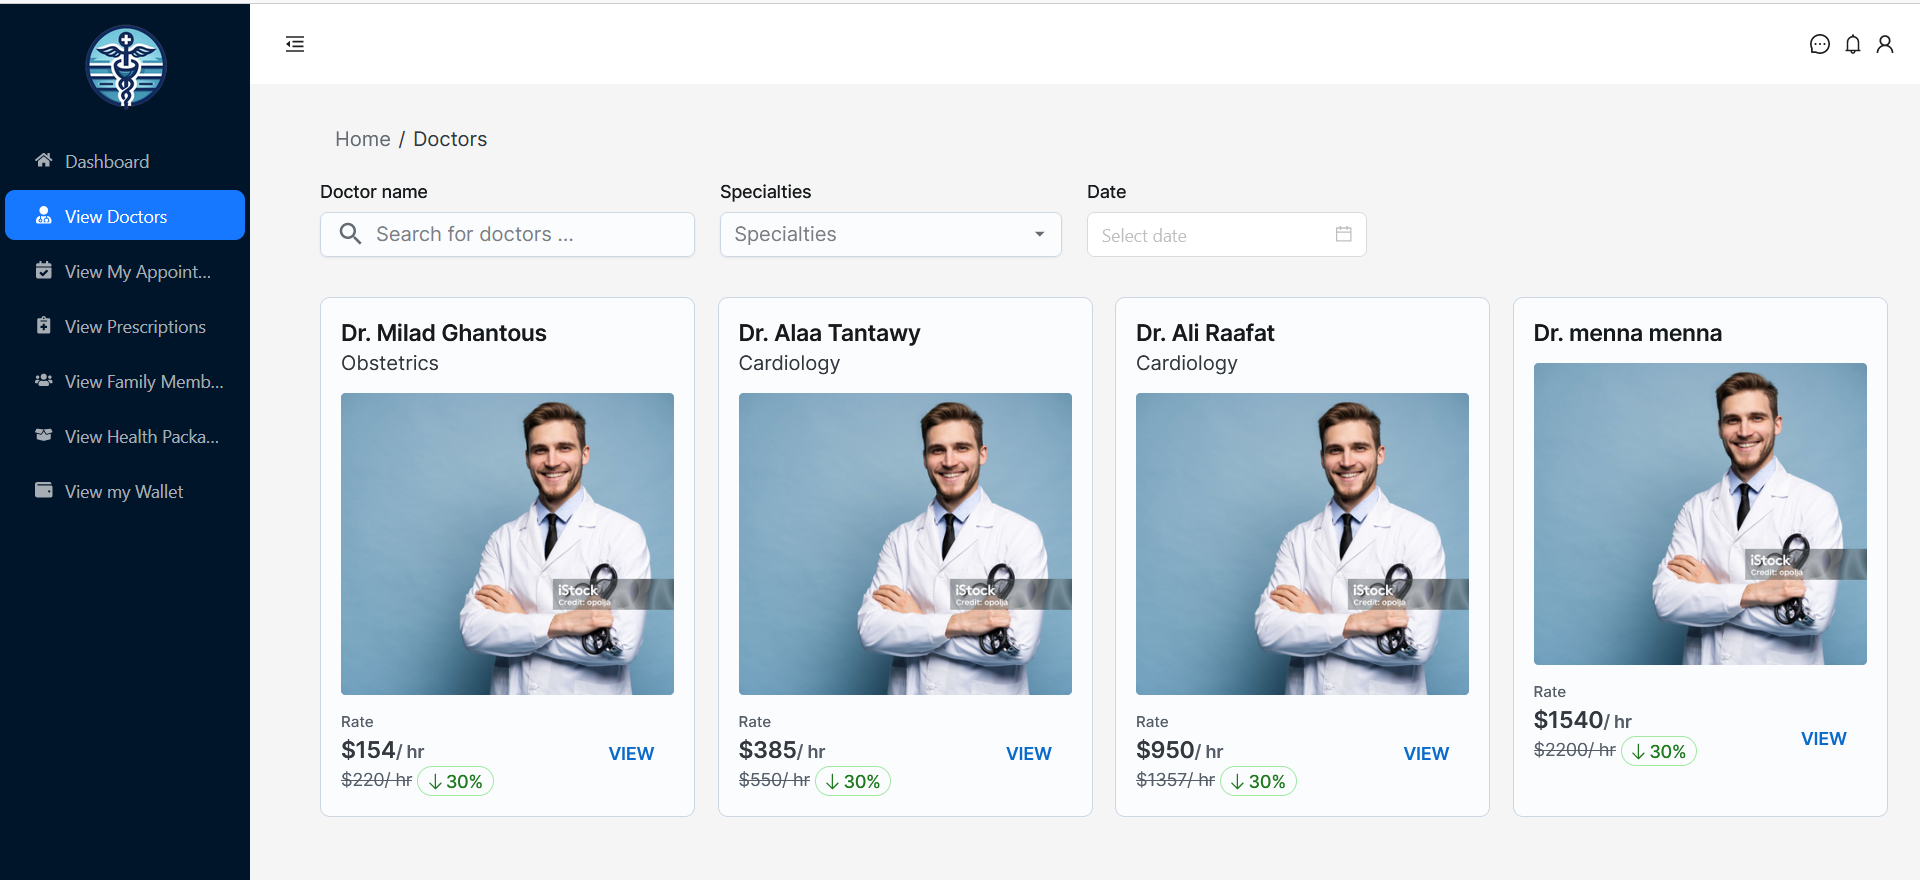 Dashboard
View Doctors
View My Appoint...
View Prescriptions
View Family Memb...
View Health Packa...
View my Wallet
Home / Doctors
Doctor name
Search for doctors ...
Specialties
Specialties
Date
Select date
Dr. Milad Ghantous
Obstetrics
iStock
Credit: opolja
Rate
$154/ hr
$220/ hr ↓ 30%
VIEW
Dr. Alaa Tantawy
Cardiology
iStock
Credit: opolja
Rate
$385/ hr
$550/ hr ↓ 30%
VIEW
Dr. Ali Raafat
Cardiology
iStock
Credit: opolja
Rate
$950/ hr
$1357/ hr ↓ 30%
VIEW
Dr. menna menna
iStock
Credit: opolja
Rate
$1540/ hr
$2200/ hr ↓ 30%
VIEW